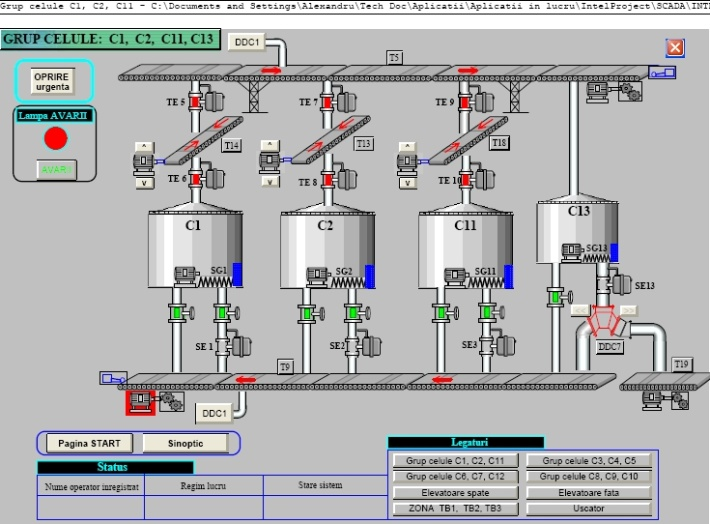 Grup celule C1, C2, C11 - C:\Documents and Settings\Alexandru\Tech Doc\Aplicatii\Aplicatii in lucru\IntelProject\SCADA\INT
GRUP CELULE: C1, C2, C11, C13
DDC1
T5
OPRIRE
urgenta
TE 5
TE 7
TE 9
Lampa AVARII
T14
T13
T18
AVARII
TE 6
TE 8
TE 10
C1
C2
C11
C13
SG1
SG2
SG11
SG13
SE13
<<
>>
SE 1
SE2
SE3
DDC7
T9
T19
DDC1
Pagina START
Sinoptic
Legaturi
Status
Grup celule C1, C2, C11
Grup celule C3, C4, C5
Nume operator inregistrat
Regim lucru
Stare sistem
Grup celule C6, C7, C12
Grup celule C8, C9, C10
Elevatoare spate
Elevatoare fata
ZONA TB1, TB2, TB3
Uscator